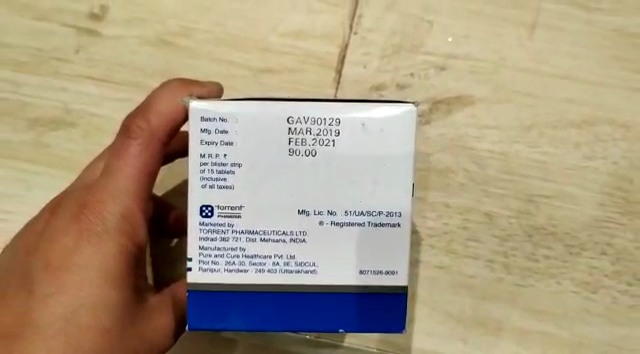 Batch No. : GAV90129
Mfg. Date : MAR.2019
Expiry Date : FEB.2021
M.R.P. ₹ 90.00
per blister strip
of 15 tablets
(Inclusive
of all taxes)
torrent
PHARMA
Mfg. Lic. No. 51/UA/SC/P-2013
® - Registered Trademark
Marketed by
TORRENT PHARMACEUTICALS LTD.
Indrad-382 721, Dist. Mehsana, INDIA.
Manufactured by
Pure and Cure Healthcare Pvt. Ltd.
Plot No. 26A-30, Sector - 8A, IIE, SIDCUL,
Ranipur, Haridwar - 249 403 (Uttarakhand)
8071526-9091